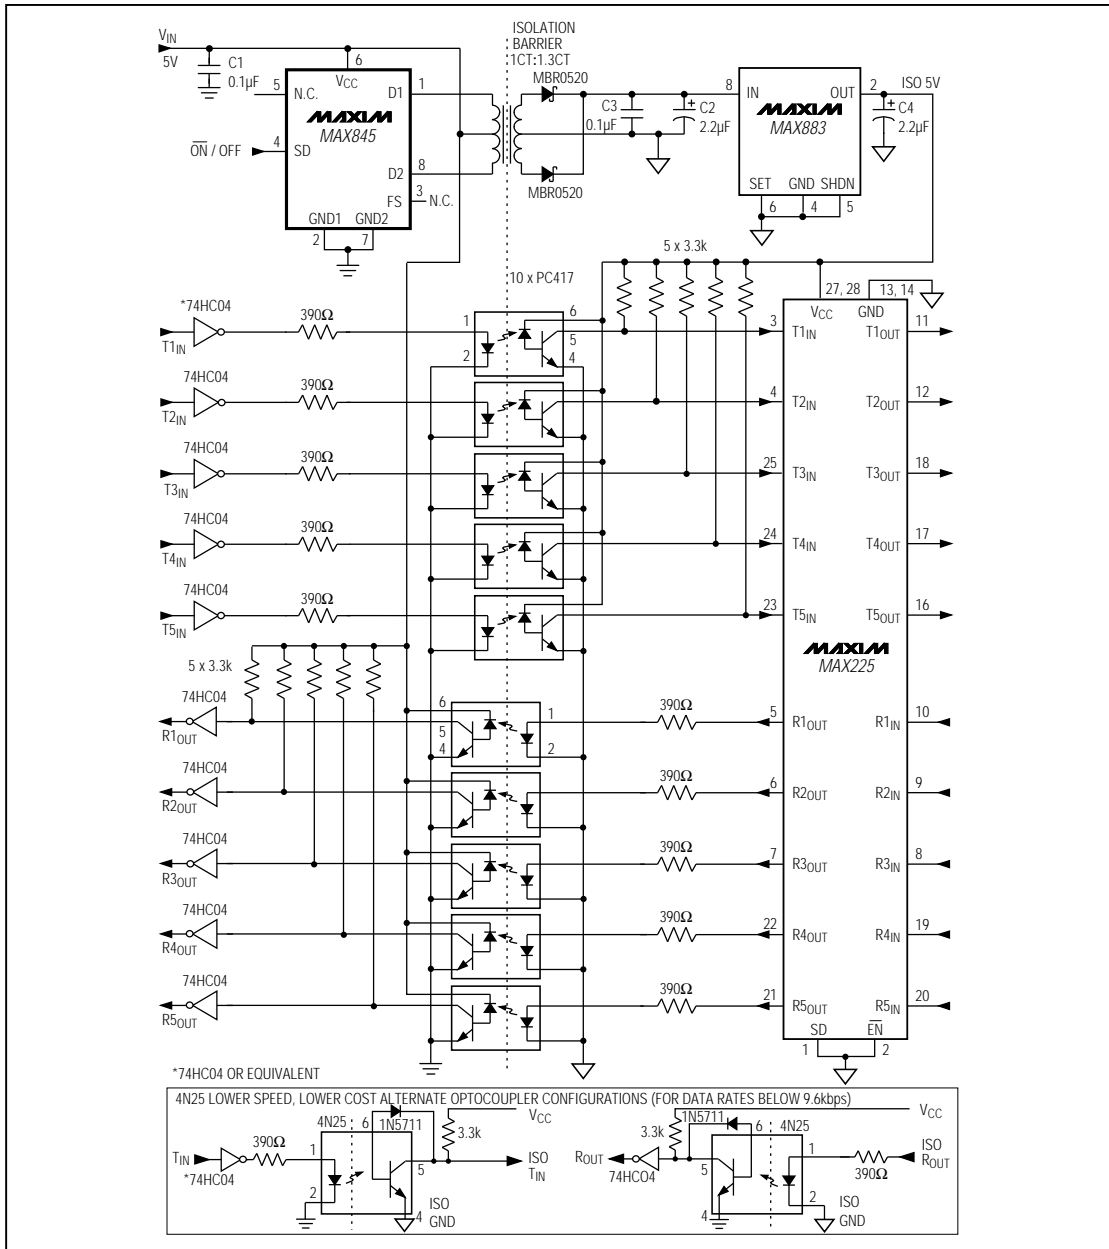 VIN
5V
C1
0.1µF
ISOLATION
BARRIER
1CT:1.3CT
MBR0520
MBR0520
6
VCC
5
N.C.
D1
1
MAXIM
MAX845
ON / OFF
4
SD
D2
8
FS
3
N.C.
GND1
GND2
2
7
C3
0.1µF
+
C2
2.2µF
8
IN
OUT
2
ISO 5V
MAXIM
MAX883
+
C4
2.2µF
SET
GND
SHDN
6
4
5
5 x 3.3k
10 x PC417
27, 28
13, 14
VCC
GND
*74HC04
390Ω
T1IN
1
2
6
5
4
3
T1IN
T1OUT
11
74HC04
390Ω
T2IN
4
T2IN
T2OUT
12
74HC04
390Ω
T3IN
25
T3IN
T3OUT
18
74HC04
390Ω
T4IN
24
T4IN
T4OUT
17
74HC04
390Ω
T5IN
23
T5IN
T5OUT
16
MAXIM
MAX225
5 x 3.3k
74HC04
R1OUT
6
5
4
1
2
390Ω
5
R1OUT
R1IN
10
74HC04
R2OUT
390Ω
6
R2OUT
R2IN
9
74HC04
R3OUT
390Ω
7
R3OUT
R3IN
8
74HC04
R4OUT
390Ω
22
R4OUT
R4IN
19
74HC04
R5OUT
390Ω
21
R5OUT
R5IN
20
SD
EN
1
2
*74HC04 OR EQUIVALENT
4N25 LOWER SPEED, LOWER COST ALTERNATE OPTOCOUPLER CONFIGURATIONS (FOR DATA RATES BELOW 9.6kbps)
TIN
*74HC04
390Ω
4N25
1
2
6
1N5711
5
4
3.3k
VCC
ISO
TIN
ISO
GND
ROUT
74HCO4
3.3k
1N5711
VCC
6
4N25
5
4
1
2
390Ω
ISO
ROUT
ISO
GND